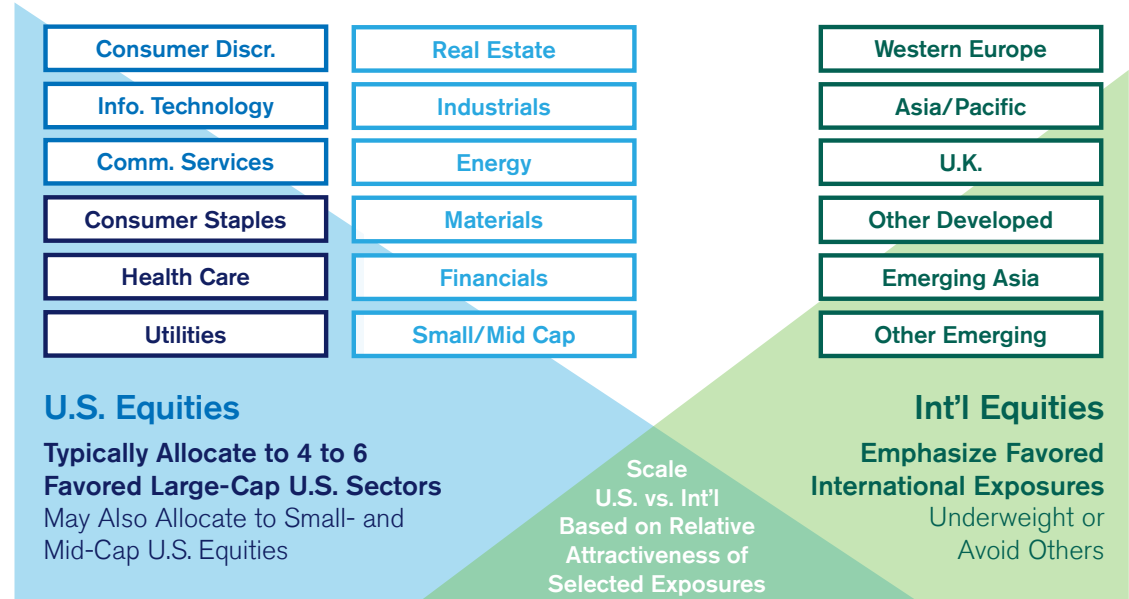 Consumer Discr.
Info. Technology
Comm. Services
Consumer Staples
Health Care
Utilities
Real Estate
Industrials
Energy
Materials
Financials
Small/Mid Cap
Western Europe
Asia/Pacific
U.K.
Other Developed
Emerging Asia
Other Emerging
U.S. Equities
Typically Allocate to 4 to 6
Favored Large-Cap U.S. Sectors
May Also Allocate to Small- and
Mid-Cap U.S. Equities
Scale
U.S. vs. Int'l
Based on Relative
Attractiveness of
Selected Exposures
Int'l Equities
Emphasize Favored
International Exposures
Underweight or
Avoid Others